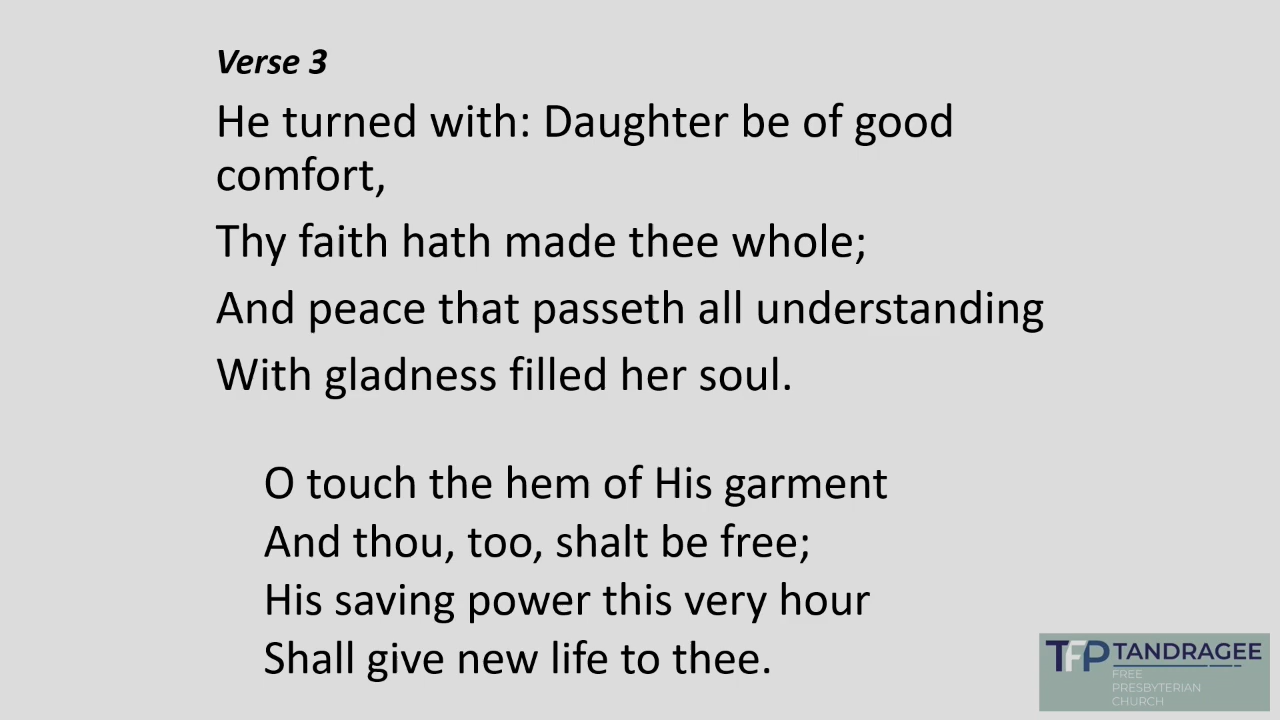 Verse 3
He turned with: Daughter be of good
comfort,
Thy faith hath made thee whole;
And peace that passeth all understanding
With gladness filled her soul.
O touch the hem of His garment
And thou, too, shalt be free;
His saving power this very hour
Shall give new life to thee.
TFP TANDRAGEE
FREE
PRESBYTERIAN
CHURCH